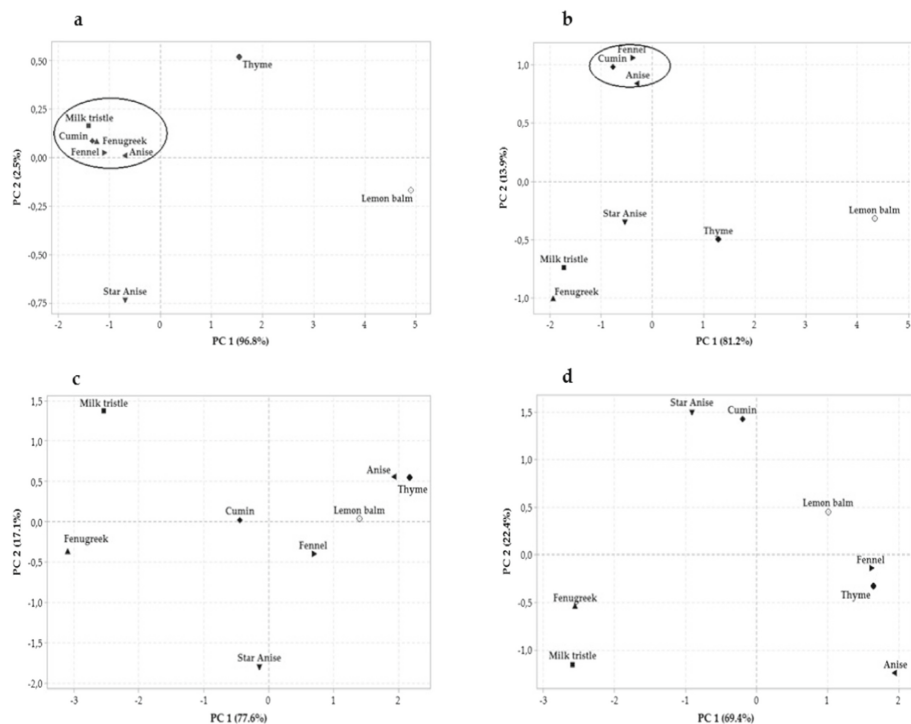 a
0,50
0,25
0,00
-0,25
-0,50
-0,75
PC 2 (2.5%)
Thyme
Milk tristle
Cumin
Fenugreek
Fennel
Anise
Lemon balm
Star Anise
-2 -1 0 1 2 3 4 5
PC 1 (96.8%)
b
1,0
0,5
0,0
-0,5
-1,0
PC 2 (13.9%)
Fennel
Cumin
Anise
Star Anise
Lemon balm
Thyme
Milk tristle
Fenugreek
-2 -1 0 1 2 3 4 5
PC 1 (81.2%)
c
1,5
1,0
0,5
0,0
-0,5
-1,0
-1,5
-2,0
PC 2 (17.1%)
Milk tristle
Anise
Thyme
Cumin
Lemon balm
Fenugreek
Fennel
Star Anise
-3 -2 -1 0 1 2
PC 1 (77.6%)
d
1,5
1,0
0,5
0,0
-0,5
-1,0
PC 2 (22.4%)
Star Anise
Cumin
Lemon balm
Fennel
Thyme
Fenugreek
Milk tristle
Anise
-3 -2 -1 0 1 2
PC 1 (69.4%)